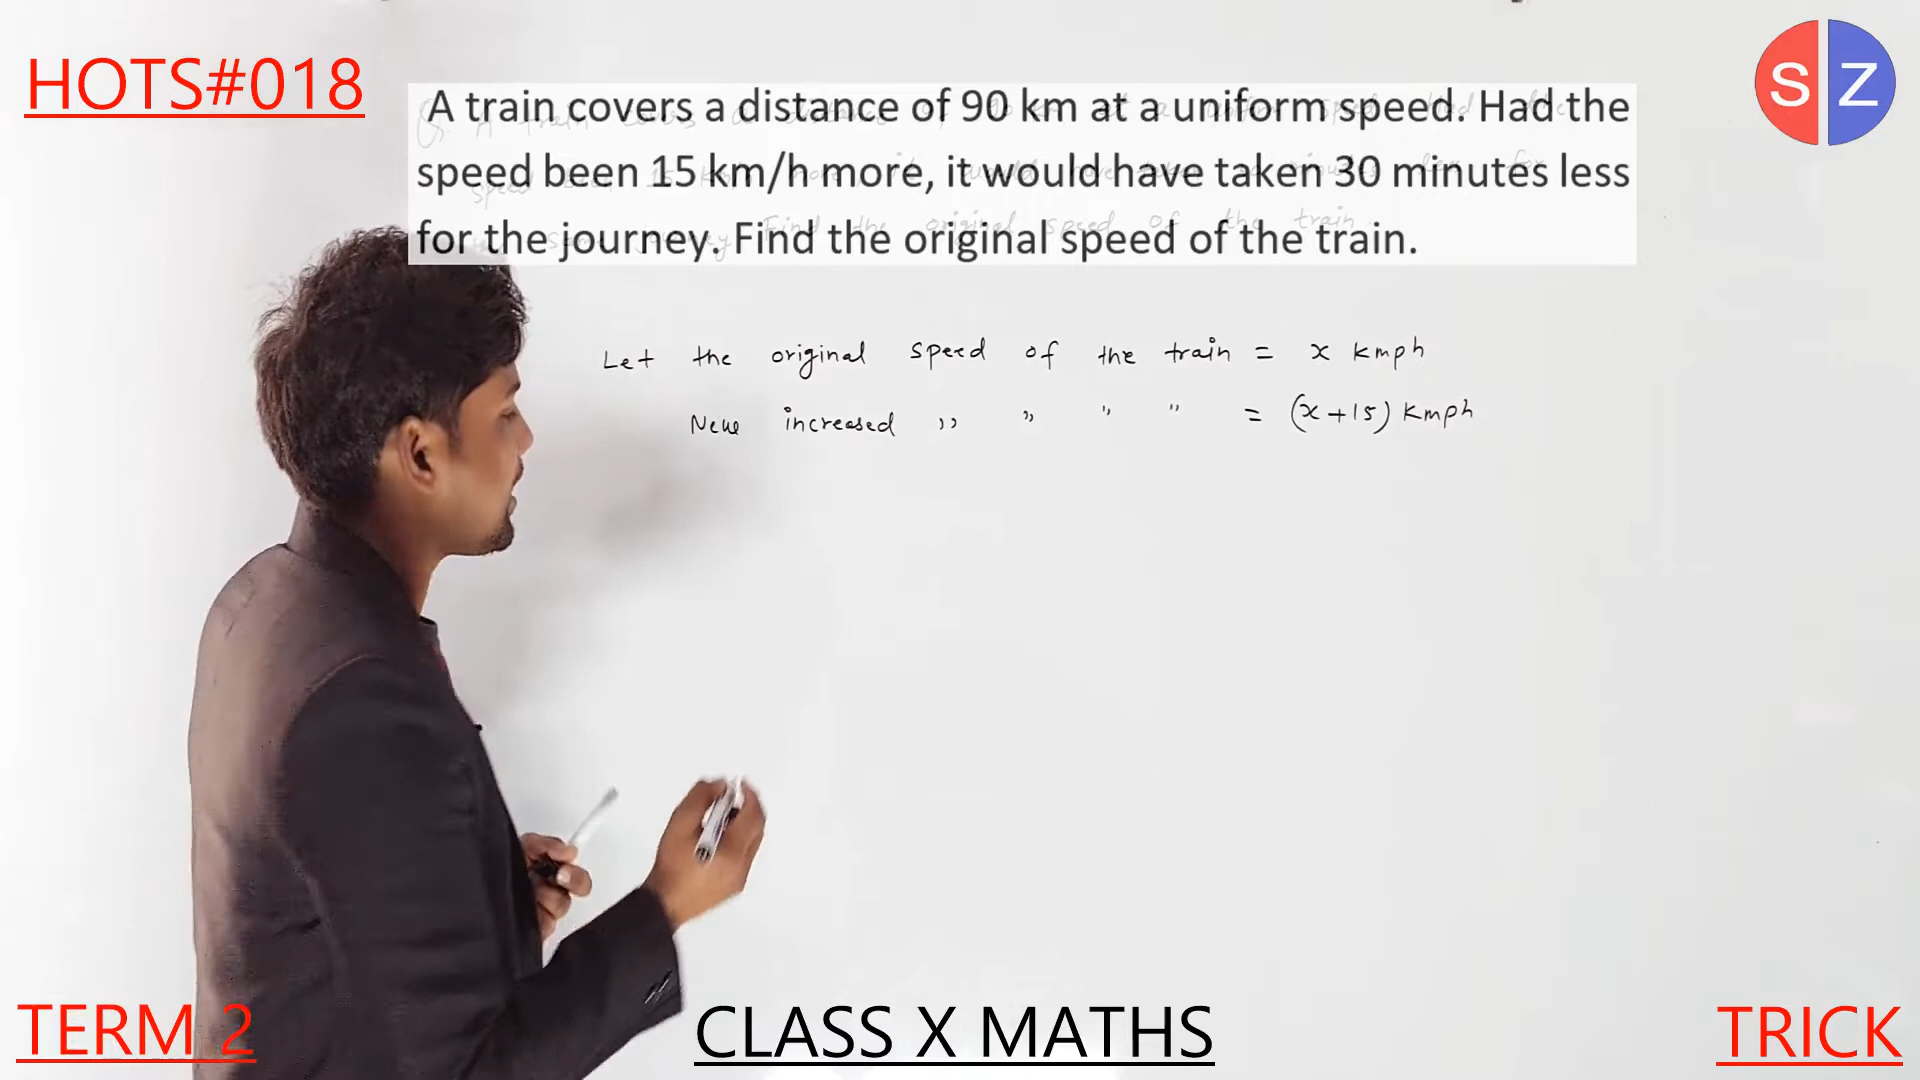 HOTS#018
S Z
A train covers a distance of 90 km at a uniform speed. Had the
speed been 15 km/h more, it would have taken 30 minutes less
for the journey. Find the original speed of the train.
Let the original speed of the train = x kmph
New increased ,, ,, ,, ,, = (x+15) kmph
TERM 2
CLASS X MATHS
TRICK